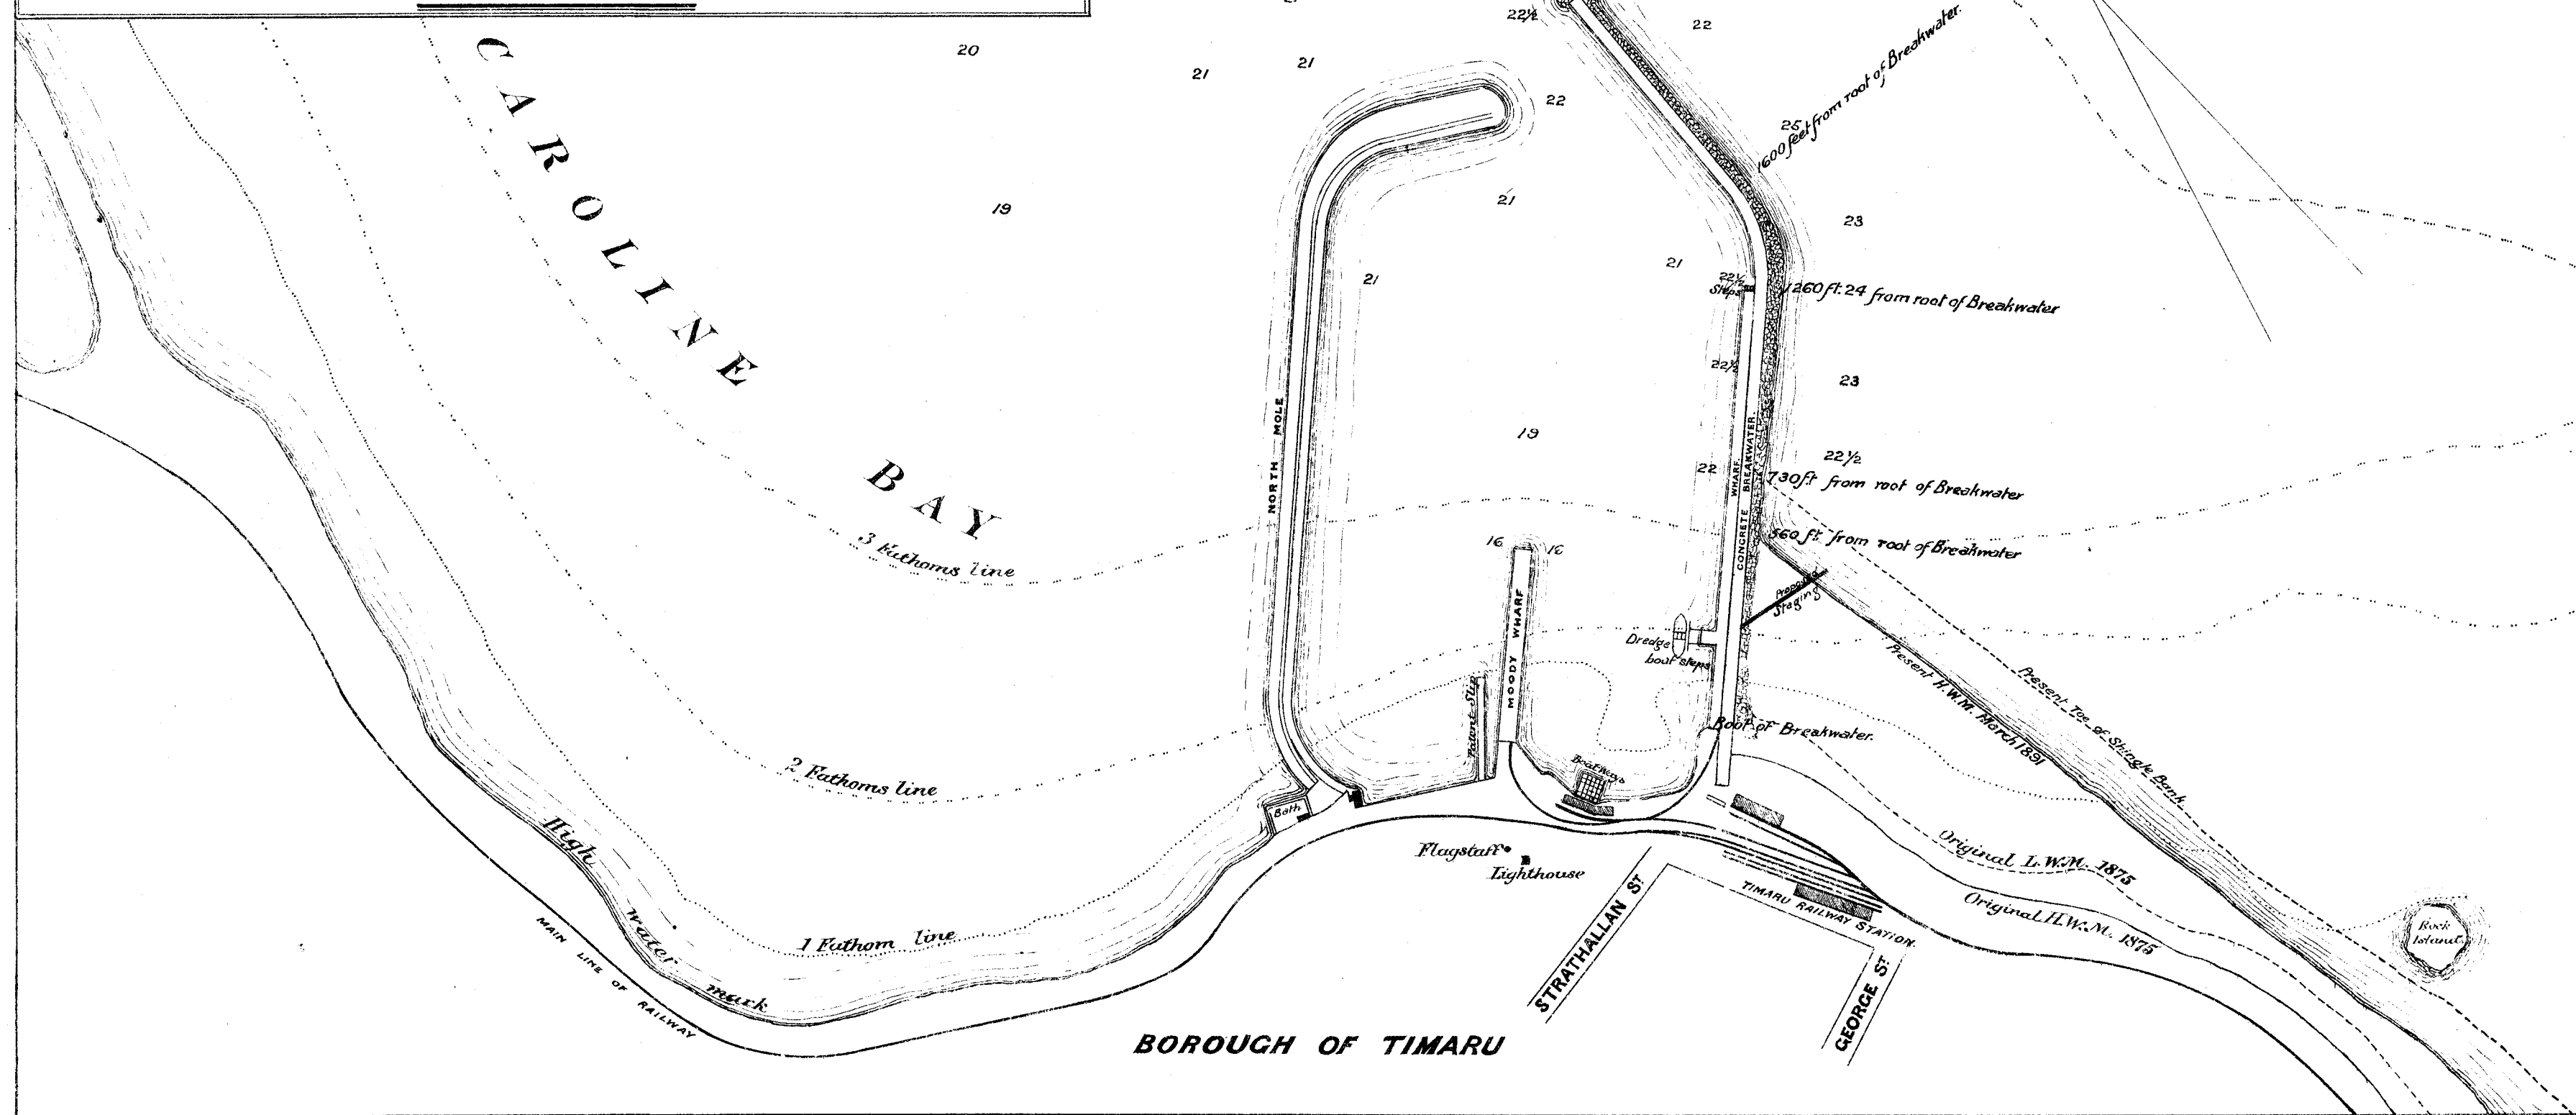 CAROLINE
BAY
20
21
21
22½
22
22
1600 feet from root of Breakwater.
25
19
21
23
21
21
22½
Steps
1260 ft. 24 from root of Breakwater
22½
23
19
22½
22
730 ft from root of Breakwater
NORTH MOLE
WHARF.
CONCRETE BREAKWATER.
3 Fathoms line
16
16
560 ft. from root of Breakwater
Proposed
Staging
MOODY WHARF
Dredge
boat steps
Present H.W.M. March 1891
Present Toe of Shingle Bank
Patent Slip
Root of Breakwater.
2 Fathoms line
Boat Ways
Bath
High water mark
Flagstaff
Lighthouse
Original L.W.M. 1875
Original H.W.M. 1875
TIMARU RAILWAY STATION.
STRATHALLAN ST
GEORGE ST
Rock
Island.
1 Fathom line
MAIN LINE OF RAILWAY
BOROUGH OF TIMARU